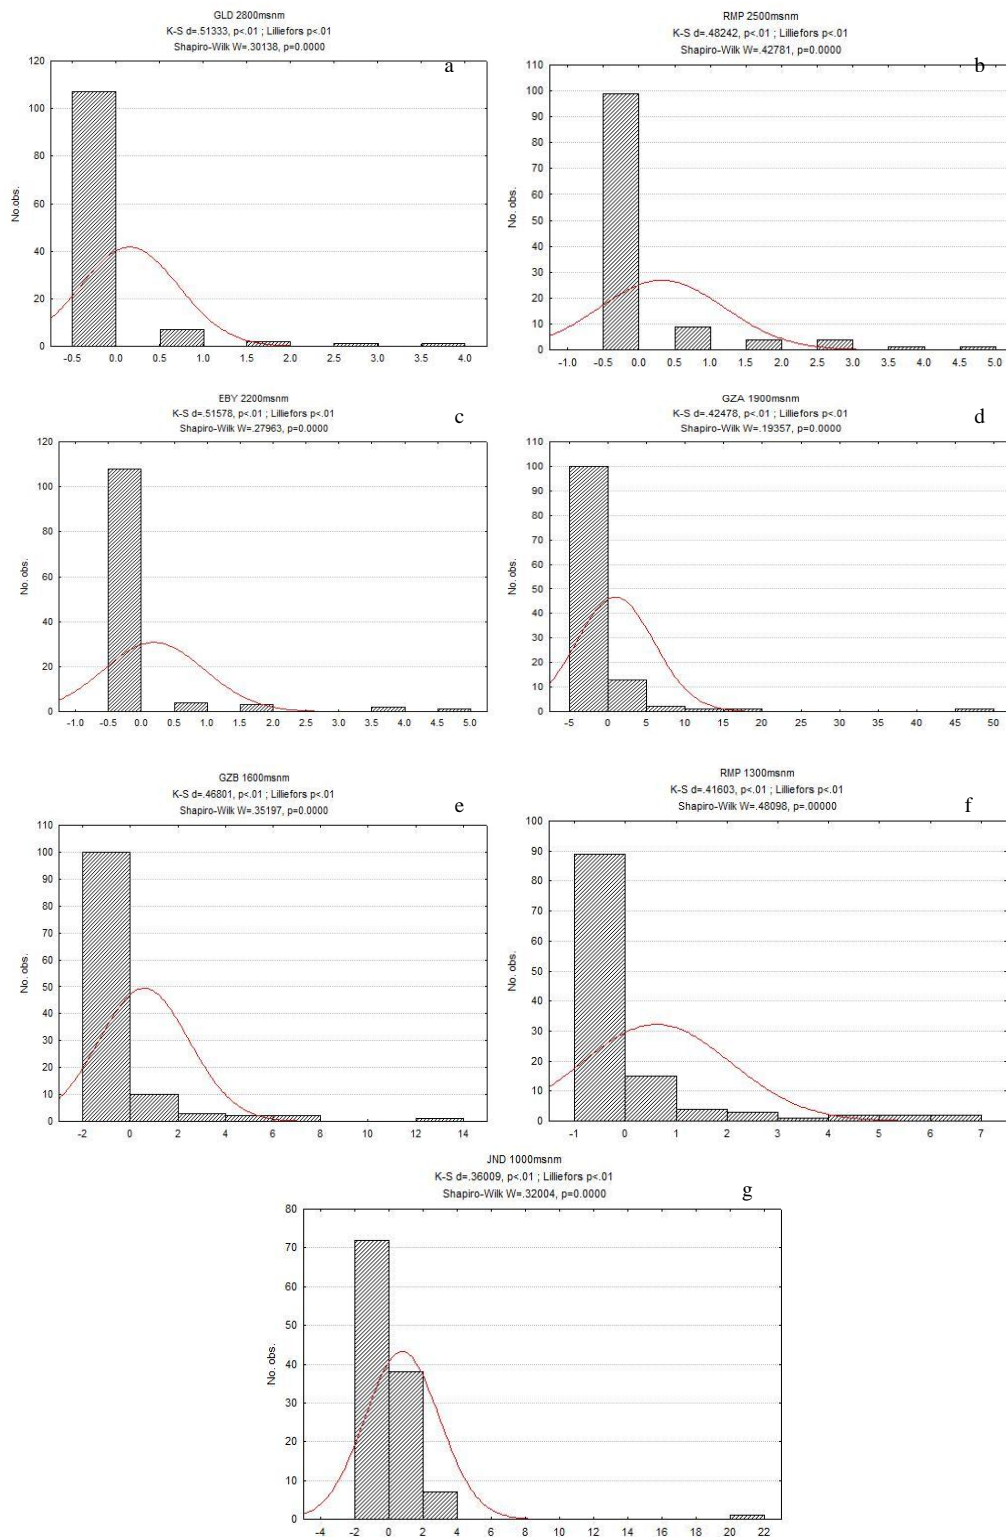 GLD 2800msnm
K-S d=.51333, p<.01 ; Lilliefors p<.01
Shapiro-Wilk W=.30138, p=0.0000
a
120
100
80
60
40
20
0
No.obs.
-0.5 0.0 0.5 1.0 1.5 2.0 2.5 3.0 3.5 4.0
RMP 2500msnm
K-S d=.48242, p<.01 ; Lilliefors p<.01
Shapiro-Wilk W=.42781, p=0.0000
b
110
100
90
80
70
60
50
40
30
20
10
0
No. obs.
-1.0 -0.5 0.0 0.5 1.0 1.5 2.0 2.5 3.0 3.5 4.0 4.5 5.0
EBY 2200msnm
K-S d=.51578, p<.01 ; Lilliefors p<.01
Shapiro-Wilk W=.27963, p=0.0000
c
120
100
80
60
40
20
0
No. obs.
-1.0 -0.5 0.0 0.5 1.0 1.5 2.0 2.5 3.0 3.5 4.0 4.5 5.0
GZA 1900msnm
K-S d=.42478, p<.01 ; Lilliefors p<.01
Shapiro-Wilk W=.19357, p=0.0000
d
110
100
90
80
70
60
50
40
30
20
10
0
No. obs.
-5 0 5 10 15 20 25 30 35 40 45 50
GZB 1600msnm
K-S d=.46801, p<.01 ; Lilliefors p<.01
Shapiro-Wilk W=.35197, p=0.0000
e
110
100
90
80
70
60
50
40
30
20
10
0
No. obs.
-2 0 2 4 6 8 10 12 14
RMP 1300msnm
K-S d=.41603, p<.01 ; Lilliefors p<.01
Shapiro-Wilk W=.48098, p=.00000
f
100
90
80
70
60
50
40
30
20
10
0
No. obs.
-1 0 1 2 3 4 5 6 7
JND 1000msnm
K-S d=.36009, p<.01 ; Lilliefors p<.01
Shapiro-Wilk W=.32004, p=0.0000
g
80
70
60
50
40
30
20
10
0
No. obs.
-4 -2 0 2 4 6 8 10 12 14 16 18 20 22